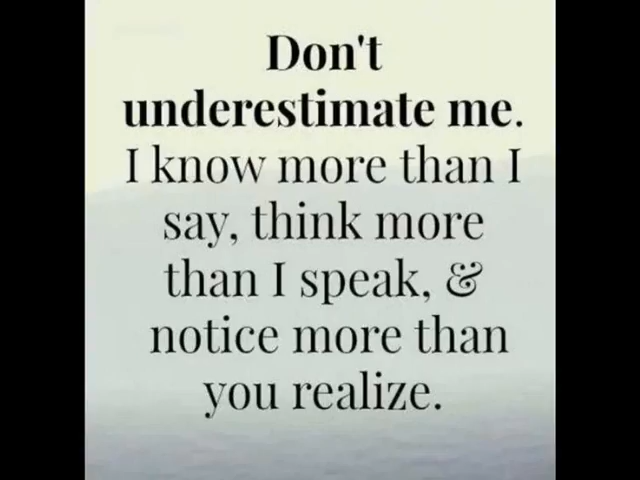 Don't
underestimate me.
I know more than I
say, think more
than I speak, &
notice more than
you realize.